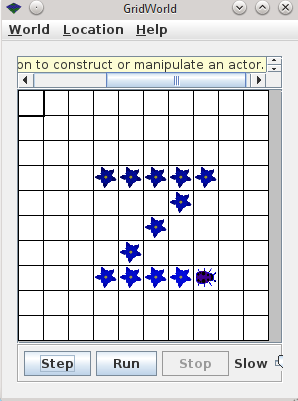 GridWorld
World Location Help
on to construct or manipulate an actor.
Step Run Stop Slow